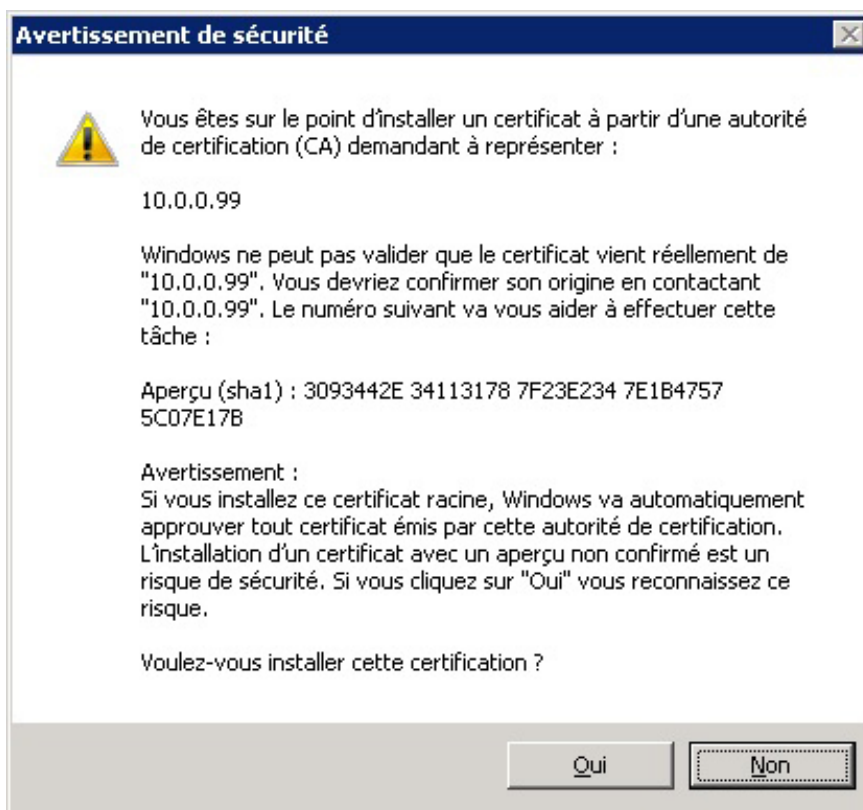 Avertissement de sécurité
Vous êtes sur le point d'installer un certificat à partir d'une autorité
de certification (CA) demandant à représenter :
10.0.0.99
Windows ne peut pas valider que le certificat vient réellement de
"10.0.0.99". Vous devriez confirmer son origine en contactant
"10.0.0.99". Le numéro suivant va vous aider à effectuer cette
tâche :
Aperçu (sha1) : 3093442E 34113178 7F23E234 7E1B4757
5C07E17B
Avertissement :
Si vous installez ce certificat racine, Windows va automatiquement
approuver tout certificat émis par cette autorité de certification.
L'installation d'un certificat avec un aperçu non confirmé est un
risque de sécurité. Si vous cliquez sur "Oui" vous reconnaissez ce
risque.
Voulez-vous installer cette certification ?
Oui
Non